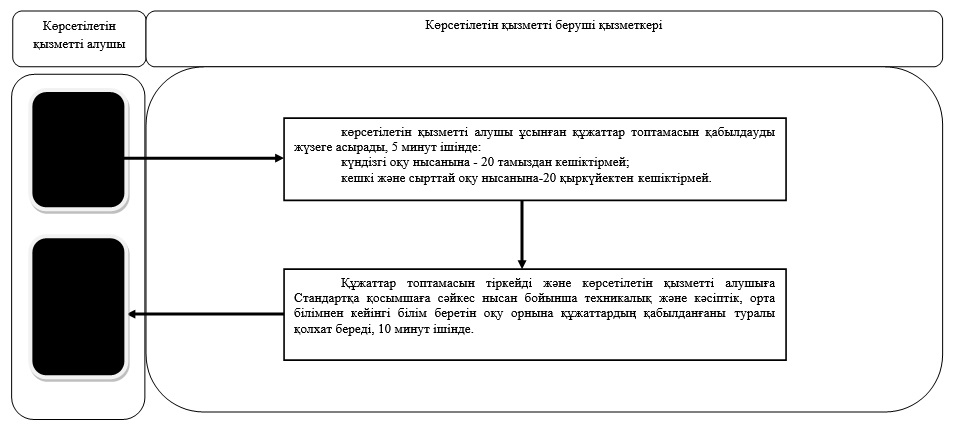 Көрсетілетін
қызметті алушы
Көрсетілетін қызметті беруші қызметкері
көрсетілетін қызметті алушы ұсынған құжаттар топтамасын қабылдауды
жүзеге асырады, 5 минут ішінде:
күндізгі оқу нысанына - 20 тамыздан кешіктірмей;
кешкі және сырттай оқу нысанына-20 қыркүйектен кешіктірмей.
Құжаттар топтамасын тіркейді және көрсетілетін қызметті алушыға
Стандартқа қосымшаға сәйкес нысан бойынша техникалық және кәсіптік, орта
білімнен кейінгі білім беретін оқу орнына құжаттардың қабылданғаны туралы
қолхат береді, 10 минут ішінде.